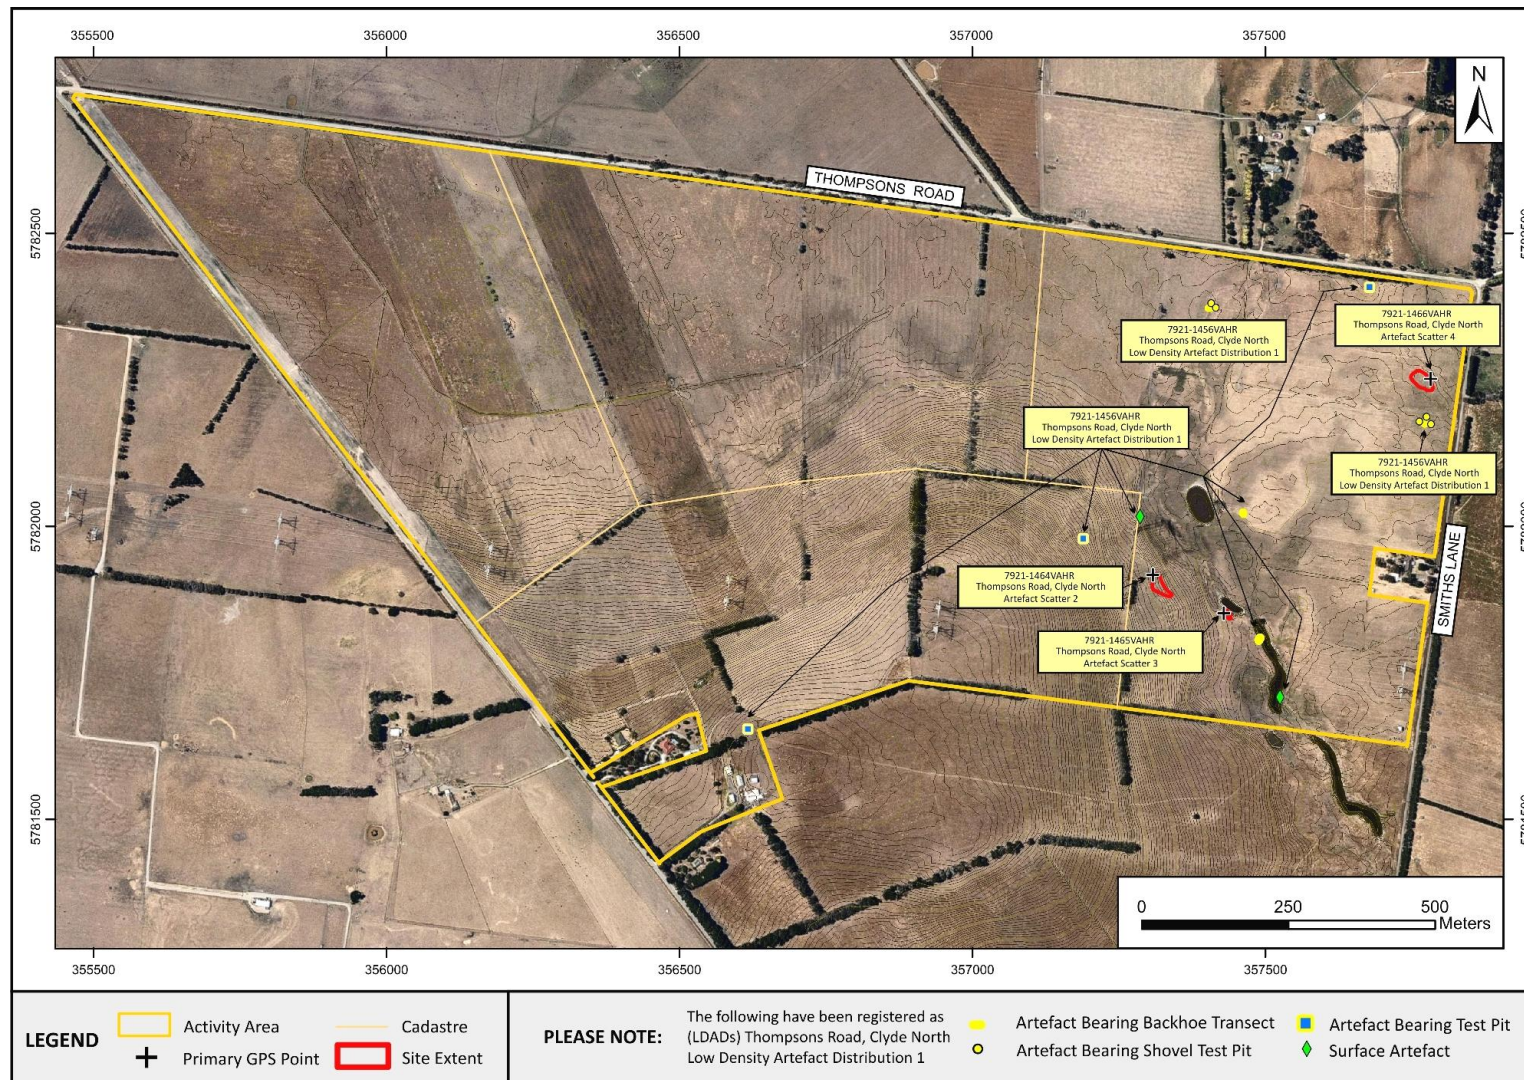 355500
356000
356500
357000
357500
N
THOMPSONS ROAD
5782500
5782000
5781500
7921-1456VAHR
Thompsons Road, Clyde North
Low Density Artefact Distribution 1
7921-1466VAHR
Thompsons Road, Clyde North
Artefact Scatter 4
7921-1456VAHR
Thompsons Road, Clyde North
Low Density Artefact Distribution 1
7921-1456VAHR
Thompsons Road, Clyde North
Low Density Artefact Distribution 1
7921-1464VAHR
Thompsons Road, Clyde North
Artefact Scatter 2
7921-1465VAHR
Thompsons Road, Clyde North
Artefact Scatter 3
SMITHS LANE
0 250 500
Meters
355500
356000
356500
357000
357500
LEGEND
Activity Area
Cadastre
Primary GPS Point
Site Extent
PLEASE NOTE:
The following have been registered as
(LDADs) Thompsons Road, Clyde North
Low Density Artefact Distribution 1
Artefact Bearing Backhoe Transect
Artefact Bearing Test Pit
Artefact Bearing Shovel Test Pit
Surface Artefact